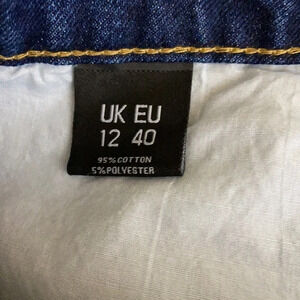 UK EU
12 40
95% COTTON
5% POLYESTER